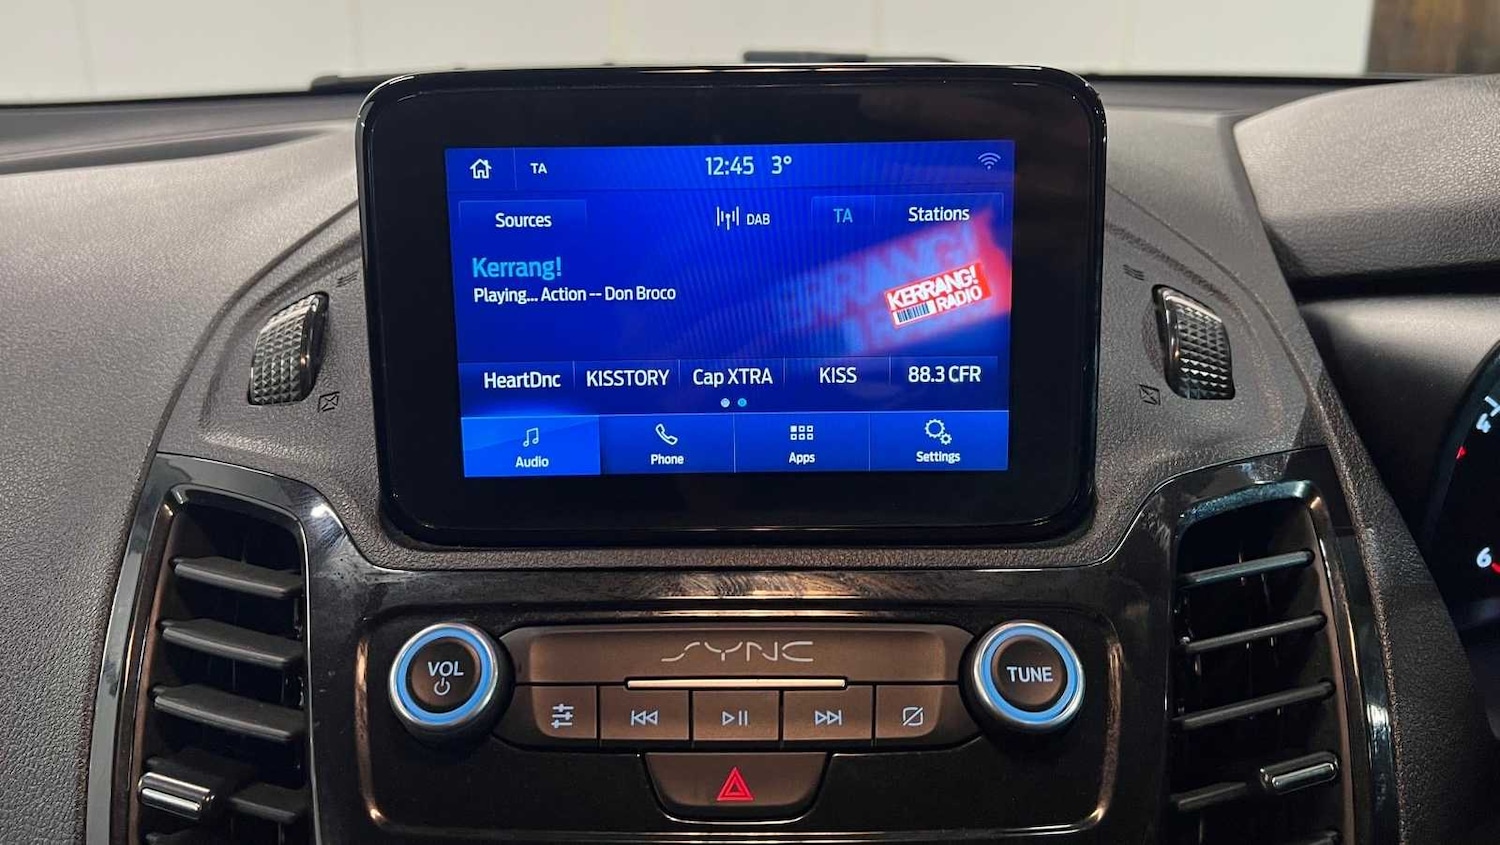 TA 12:45 3°
Sources DAB TA Stations
Kerrang!
Playing... Action -- Don Broco
KERRANG!
RADIO
HeartDnc KISSTORY Cap XTRA KISS 88.3 CFR
Audio Phone Apps Settings
SYNC
VOL
TUNE
6